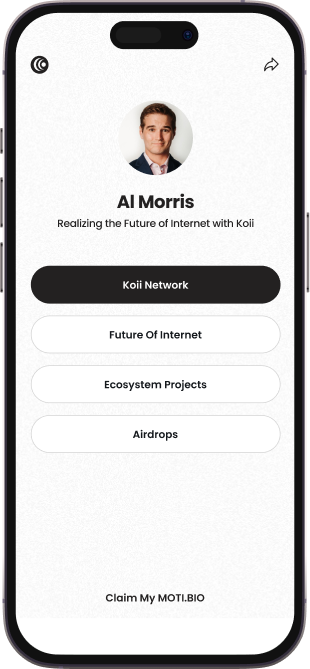 Al Morris
Realizing the Future of Internet with Koii
Koii Network
Future Of Internet
Ecosystem Projects
Airdrops
Claim My MOTI.BIO